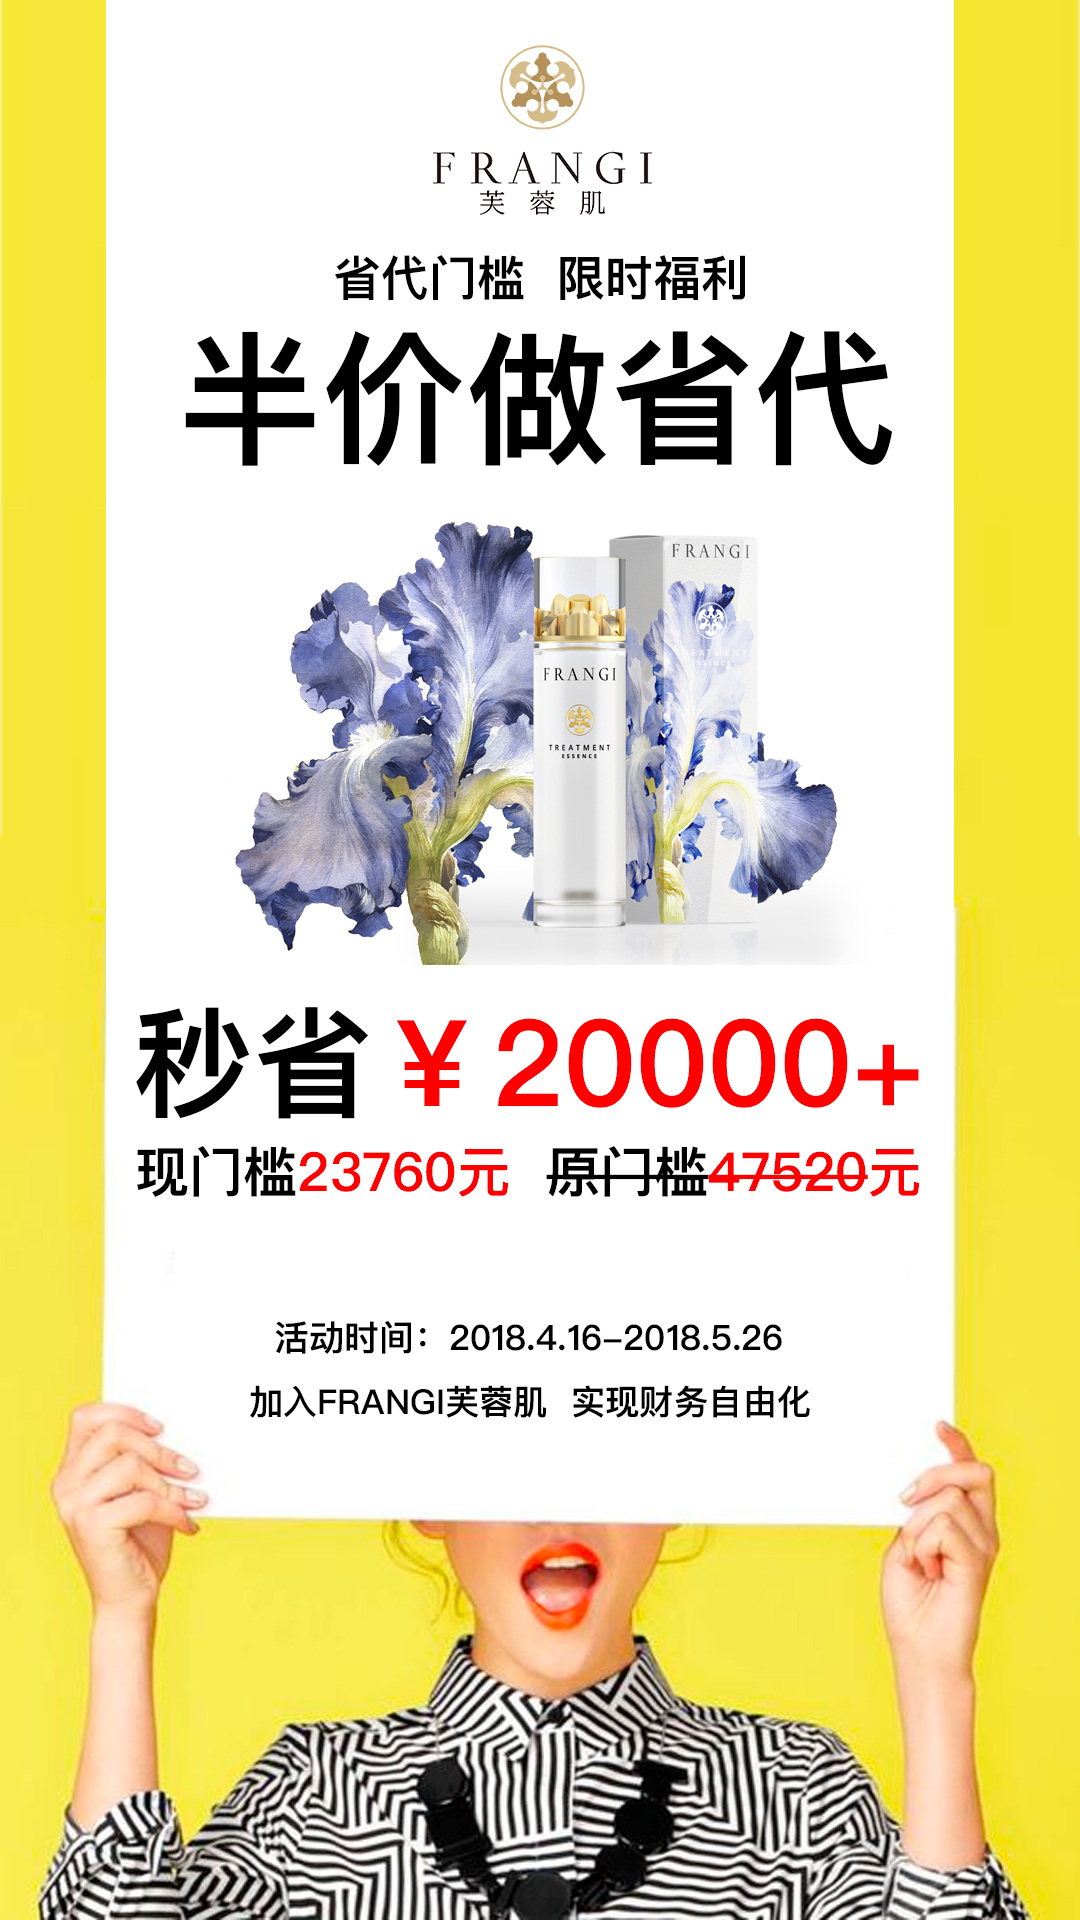 FRANGI
芙蓉肌
省代门槛 限时福利
半价做省代
FRANGI
TREATMENT
ESSENCE
FRANGI
TREATMENT
ESSENCE
秒省￥20000+
现门槛23760元 原门槛47520元
活动时间：2018.4.16-2018.5.26
加入FRANGI芙蓉肌 实现财务自由化